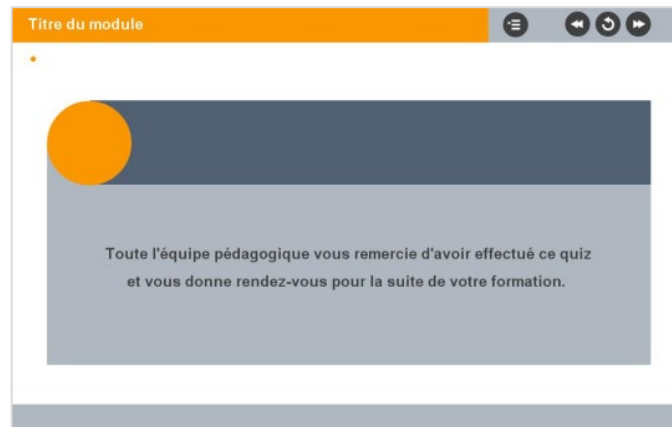 Titre du module
Toute l'équipe pédagogique vous remercie d'avoir effectué ce quiz
et vous donne rendez-vous pour la suite de votre formation.